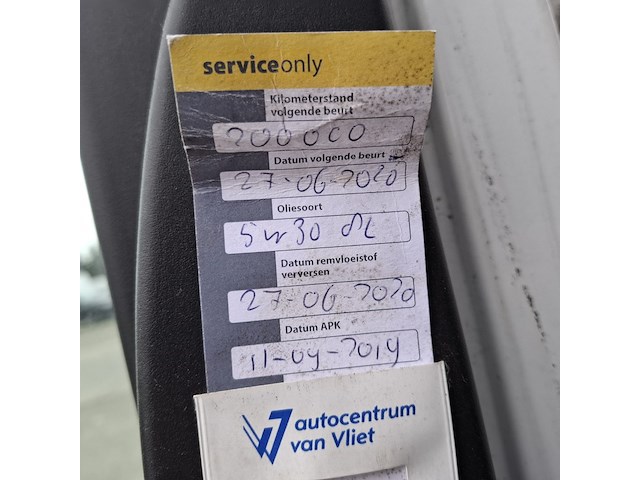 serviceonly
Kilometerstand
volgende beurt
200000
Datum volgende beurt
27-06-2020
Oliesoort
5w30 8L
Datum remvloeistof
verversen
27-06-2020
Datum APK
11-09-2019
autocentrum
van Vliet